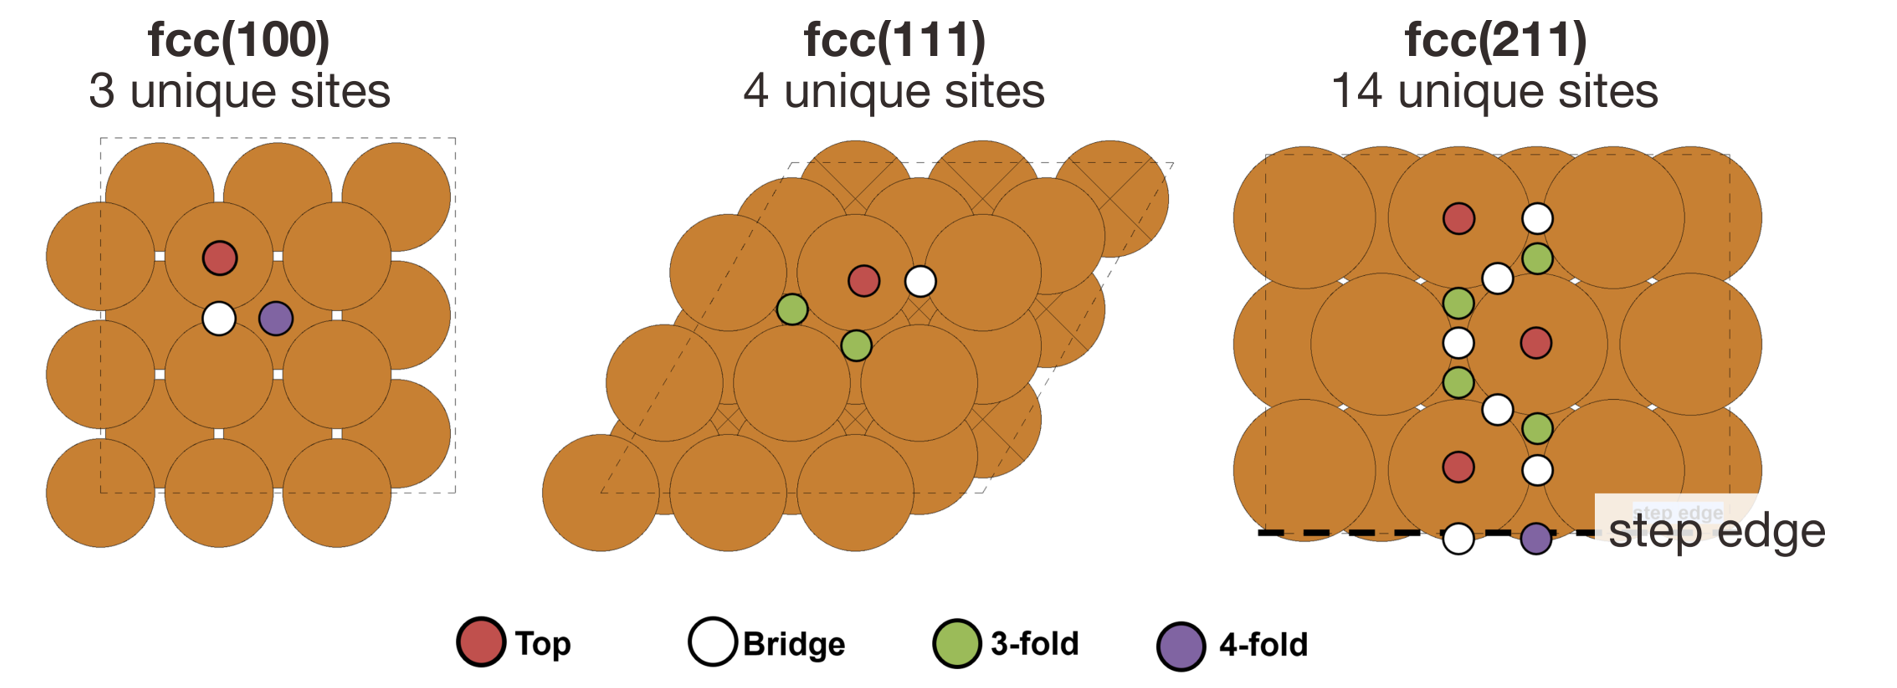 fcc(100)
3 unique sites
fcc(111)
4 unique sites
fcc(211)
14 unique sites
step edge
step edge
Top
Bridge
3-fold
4-fold